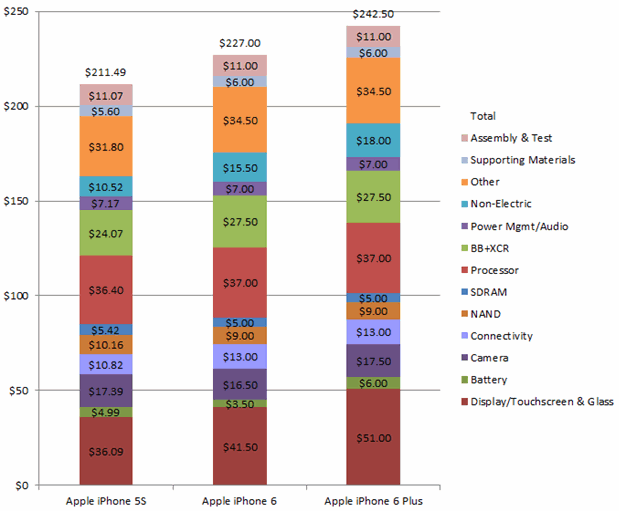 $250
$200
$150
$100
$50
$0
$211.49
$11.07
$5.60
$31.80
$10.52
$7.17
$24.07
$36.40
$5.42
$10.16
$10.82
$17.39
$4.99
$36.09
Apple iPhone 5S
$227.00
$11.00
$6.00
$34.50
$15.50
$7.00
$27.50
$37.00
$5.00
$9.00
$13.00
$16.50
$3.50
$41.50
Apple iPhone 6
$242.50
$11.00
$6.00
$34.50
$18.00
$7.00
$27.50
$37.00
$5.00
$9.00
$13.00
$17.50
$6.00
$51.00
Apple iPhone 6 Plus
Total
Assembly & Test
Supporting Materials
Other
Non-Electric
Power Mgmt/Audio
BB+XCR
Processor
SDRAM
NAND
Connectivity
Camera
Battery
Display/Touchscreen & Glass